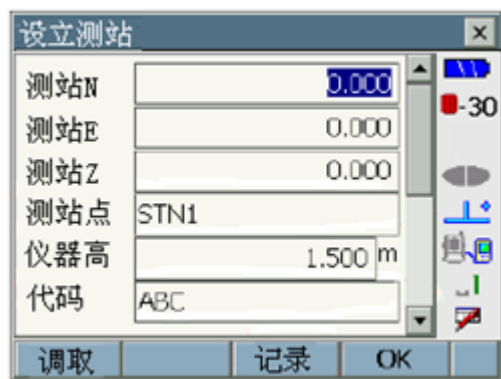 设立测站
测站N 0.000
-30
测站E 0.000
测站Z 0.000
测站点 STN1
仪器高 1.500 m
代码 ABC
调取 记录 OK